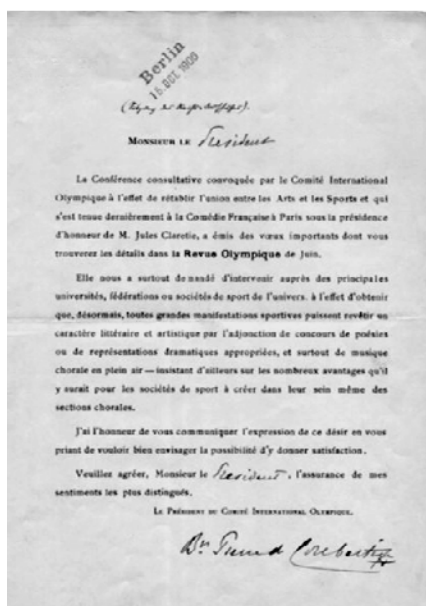 Berlin
15. OCT 1909
MONSIEUR LE Président
La Conférence consultative convoquée par le Comité International
Olympique à l'effet de rétablir l'union entre les Arts et les Sports et qui
s'est tenue dernièrement à la Comédie Française à Paris sous la présidence
d'honneur de M. Jules Claretie, a émis des vœux importants dont vous
trouverez les détails dans la Revue Olympique de Juin.
Elle nous a surtout demandé d'intervenir auprès des principales
universités, fédérations ou sociétés de sport de l'univers. à l'effet d'obtenir
que, désormais, toutes grandes manifestations sportives puissent revêtir un
caractère littéraire et artistique par l'adjonction de concours de poésies
ou de représentations dramatiques appropriées, et surtout de musique
chorale en plein air — insistant d'ailleurs sur les nombreux avantages qu'il
y aurait pour les sociétés de sport à créer dans leur sein même des
sections chorales.
J'ai l'honneur de vous communiquer l'expression de ce désir en vous
priant de vouloir bien envisager la possibilité d'y donner satisfaction.
Veuillez agréer, Monsieur le Président, l'assurance de mes
sentiments les plus distingués.
LE PRÉSIDENT DU COMITÉ INTERNATIONAL OLYMPIQUE.
Bn Pierre de Coubertin